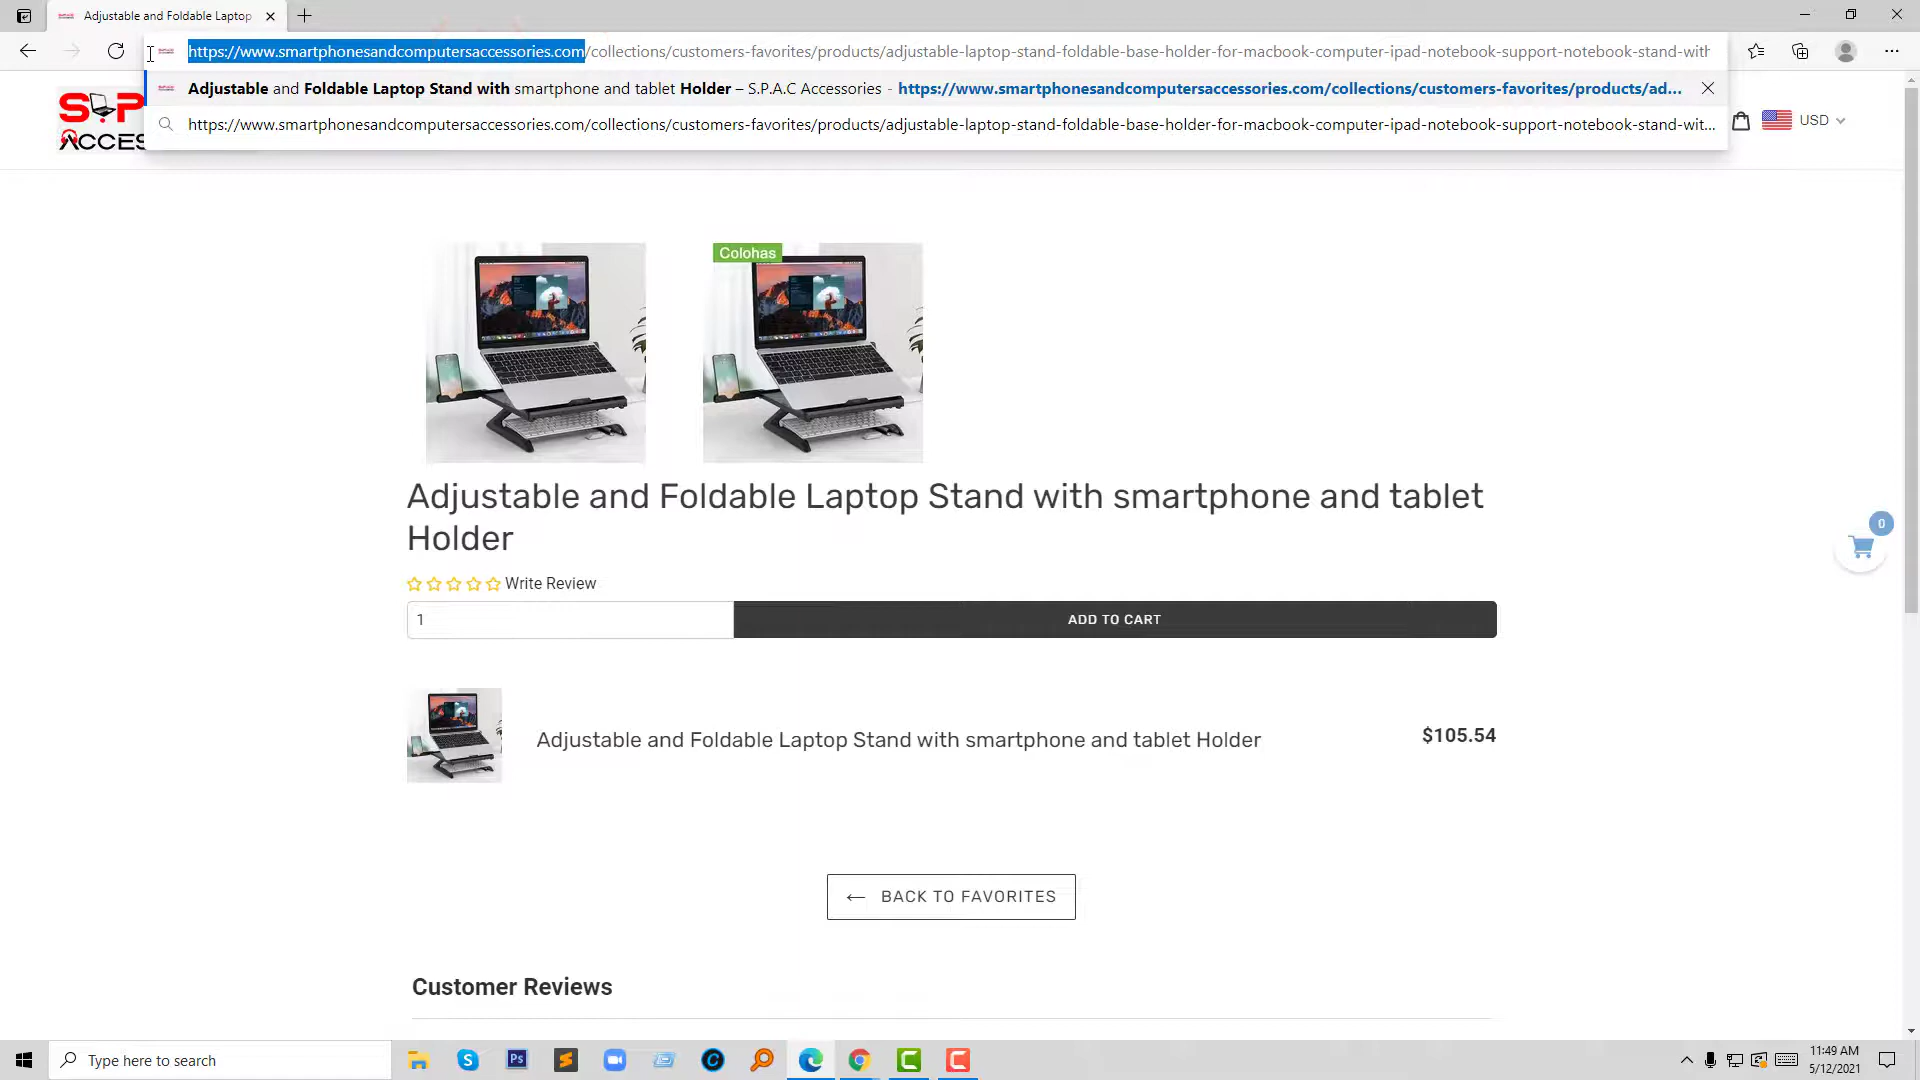 Adjustable and Foldable Laptop
https://www.smartphonesandcomputersaccessories.com/collections/customers-favorites/products/adjustable-laptop-stand-foldable-base-holder-for-macbook-computer-ipad-notebook-support-notebook-stand-with
Adjustable and Foldable Laptop Stand with smartphone and tablet Holder – S.P.A.C Accessories - https://www.smartphonesandcomputersaccessories.com/collections/customers-favorites/products/ad...
https://www.smartphonesandcomputersaccessories.com/collections/customers-favorites/products/adjustable-laptop-stand-foldable-base-holder-for-macbook-computer-ipad-notebook-support-notebook-stand-wit...
ACCES
USD
Colohas
Adjustable and Foldable Laptop Stand with smartphone and tablet
Holder
0
Write Review
1
ADD TO CART
Adjustable and Foldable Laptop Stand with smartphone and tablet Holder
$105.54
← BACK TO FAVORITES
Customer Reviews
Type here to search
Ps
11:49 AM
5/12/2021